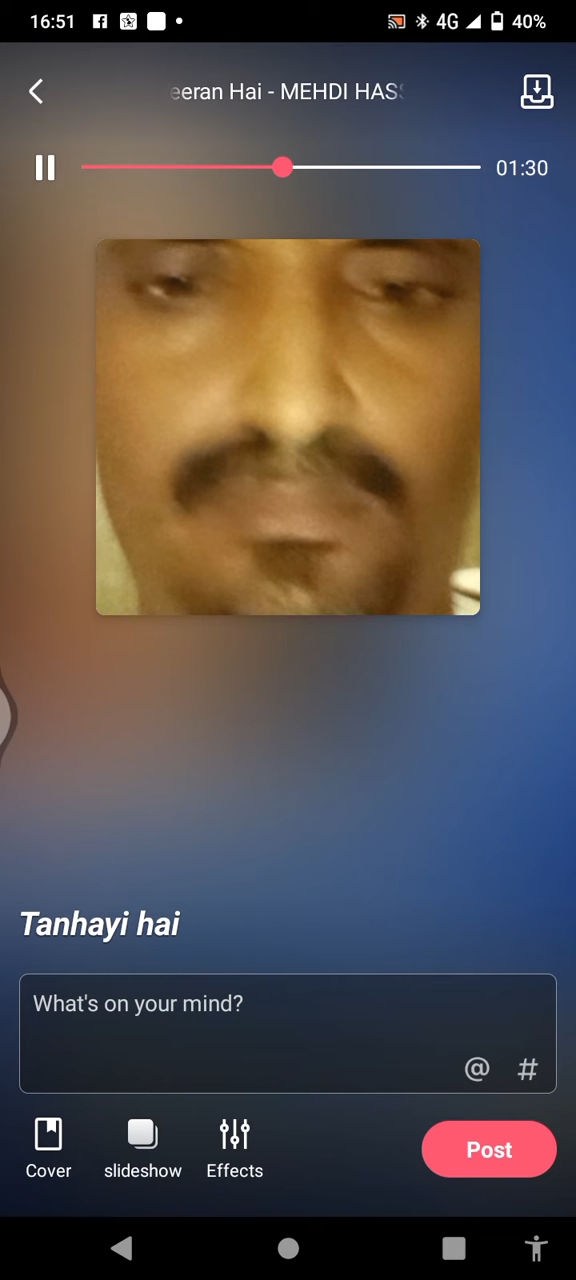 16:51
4G
40%
eeran Hai - MEHDI HASS
01:30
Tanhayi hai
What's on your mind?
@ #
Cover
slideshow
Effects
Post